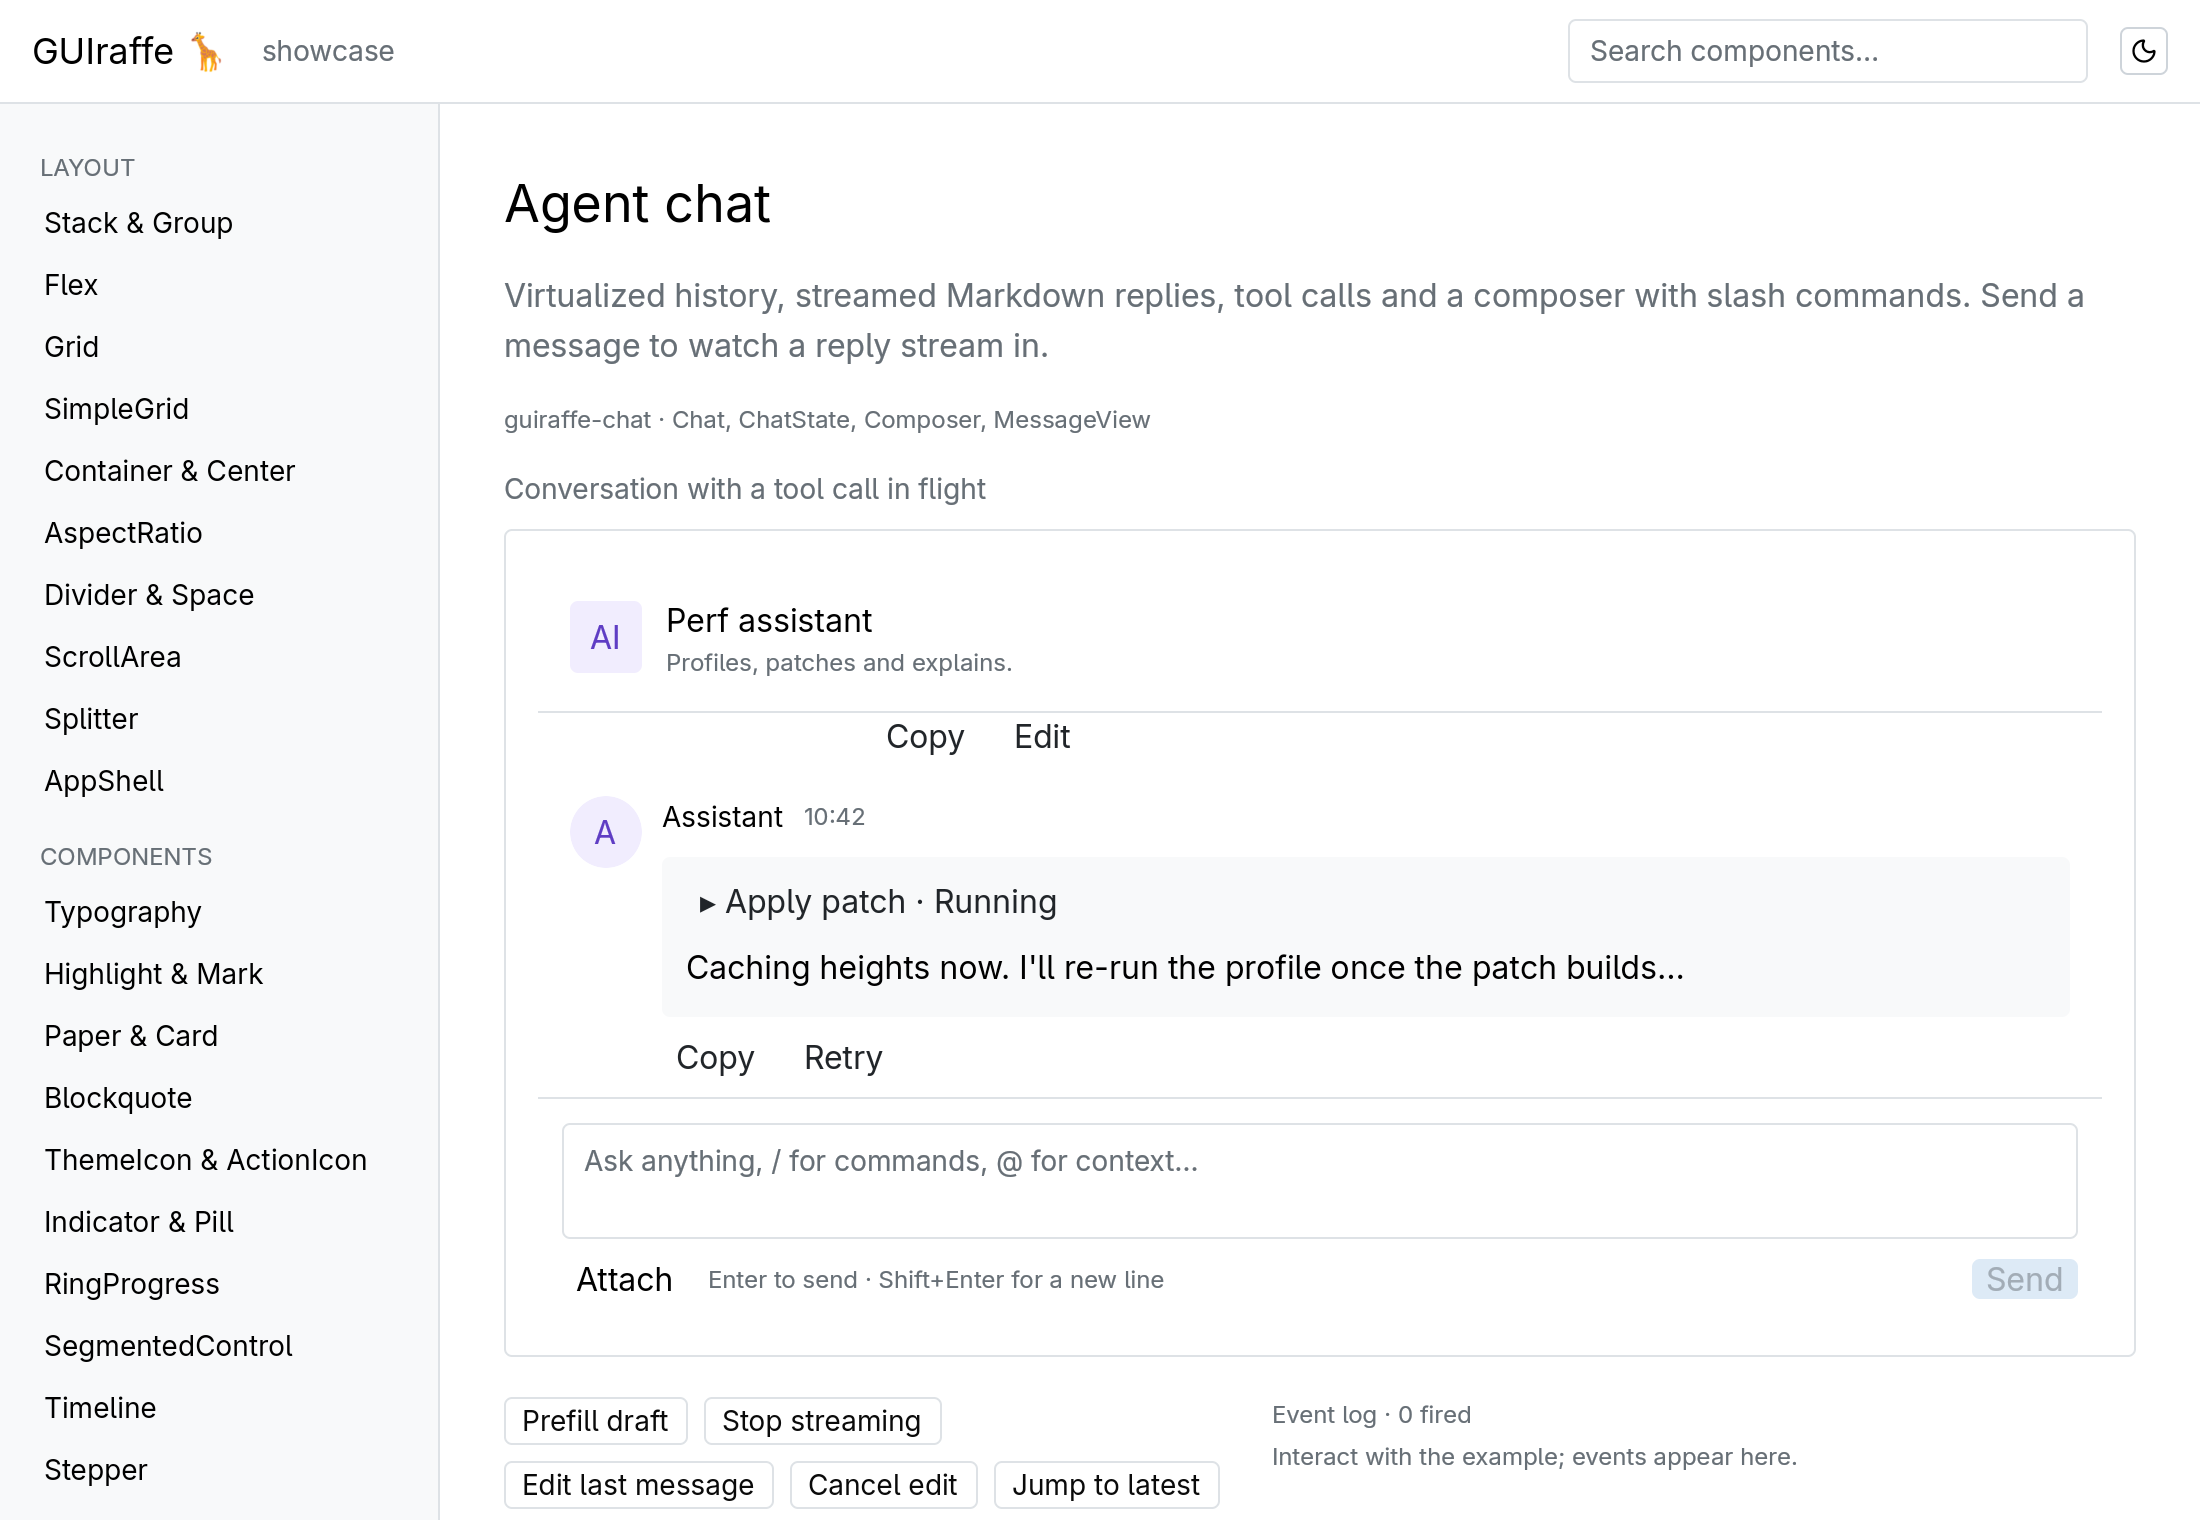 GUIraffe 🦒 showcase
Search components...
LAYOUT
Stack & Group
Flex
Grid
SimpleGrid
Container & Center
AspectRatio
Divider & Space
ScrollArea
Splitter
AppShell
COMPONENTS
Typography
Highlight & Mark
Paper & Card
Blockquote
ThemeIcon & ActionIcon
Indicator & Pill
RingProgress
SegmentedControl
Timeline
Stepper
Agent chat
Virtualized history, streamed Markdown replies, tool calls and a composer with slash commands. Send a
message to watch a reply stream in.
guiraffe-chat · Chat, ChatState, Composer, MessageView
Conversation with a tool call in flight
AI
Perf assistant
Profiles, patches and explains.
Copy Edit
A
Assistant 10:42
▸ Apply patch · Running
Caching heights now. I'll re-run the profile once the patch builds...
Copy Retry
Ask anything, / for commands, @ for context...
Attach Enter to send · Shift+Enter for a new line
Send
Prefill draft Stop streaming
Edit last message Cancel edit Jump to latest
Event log · 0 fired
Interact with the example; events appear here.